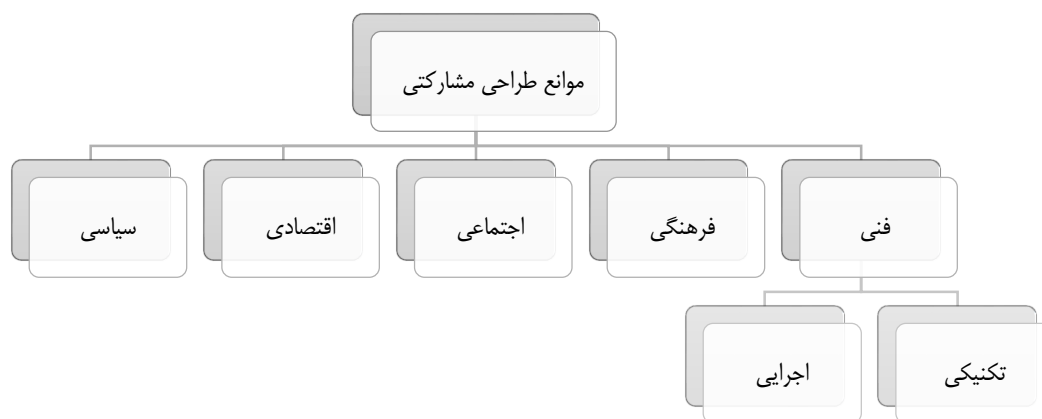 موانع طراحی مشارکتی
فنی
فرهنگی
اجتماعی
اقتصادی
سیاسی
تکنیکی
اجرایی